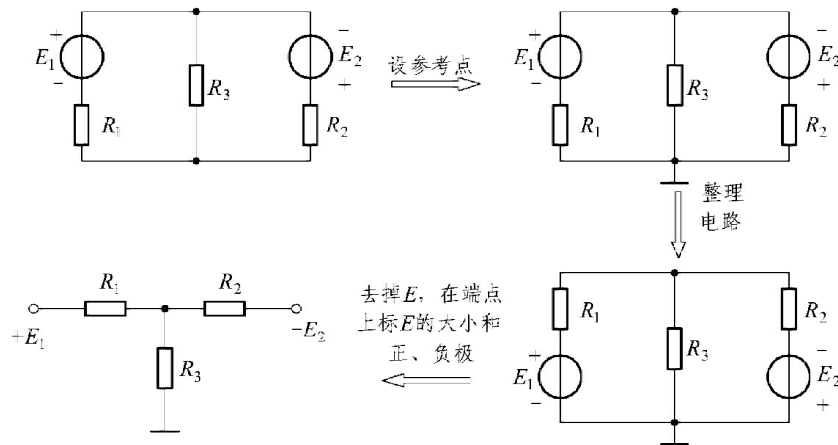 +
-
E₁
R₁
R₃
-
E₂
+
R₂
设参考点
+
E₁
-
R₁
R₃
-
E₂
+
R₂
整理
电路
R₁
+
E₁
-
R₃
R₂
-
E₂
+
去掉E，在端点
上标E的大小和
正、负极
R₁
R₂
+E₁
-E₂
R₃